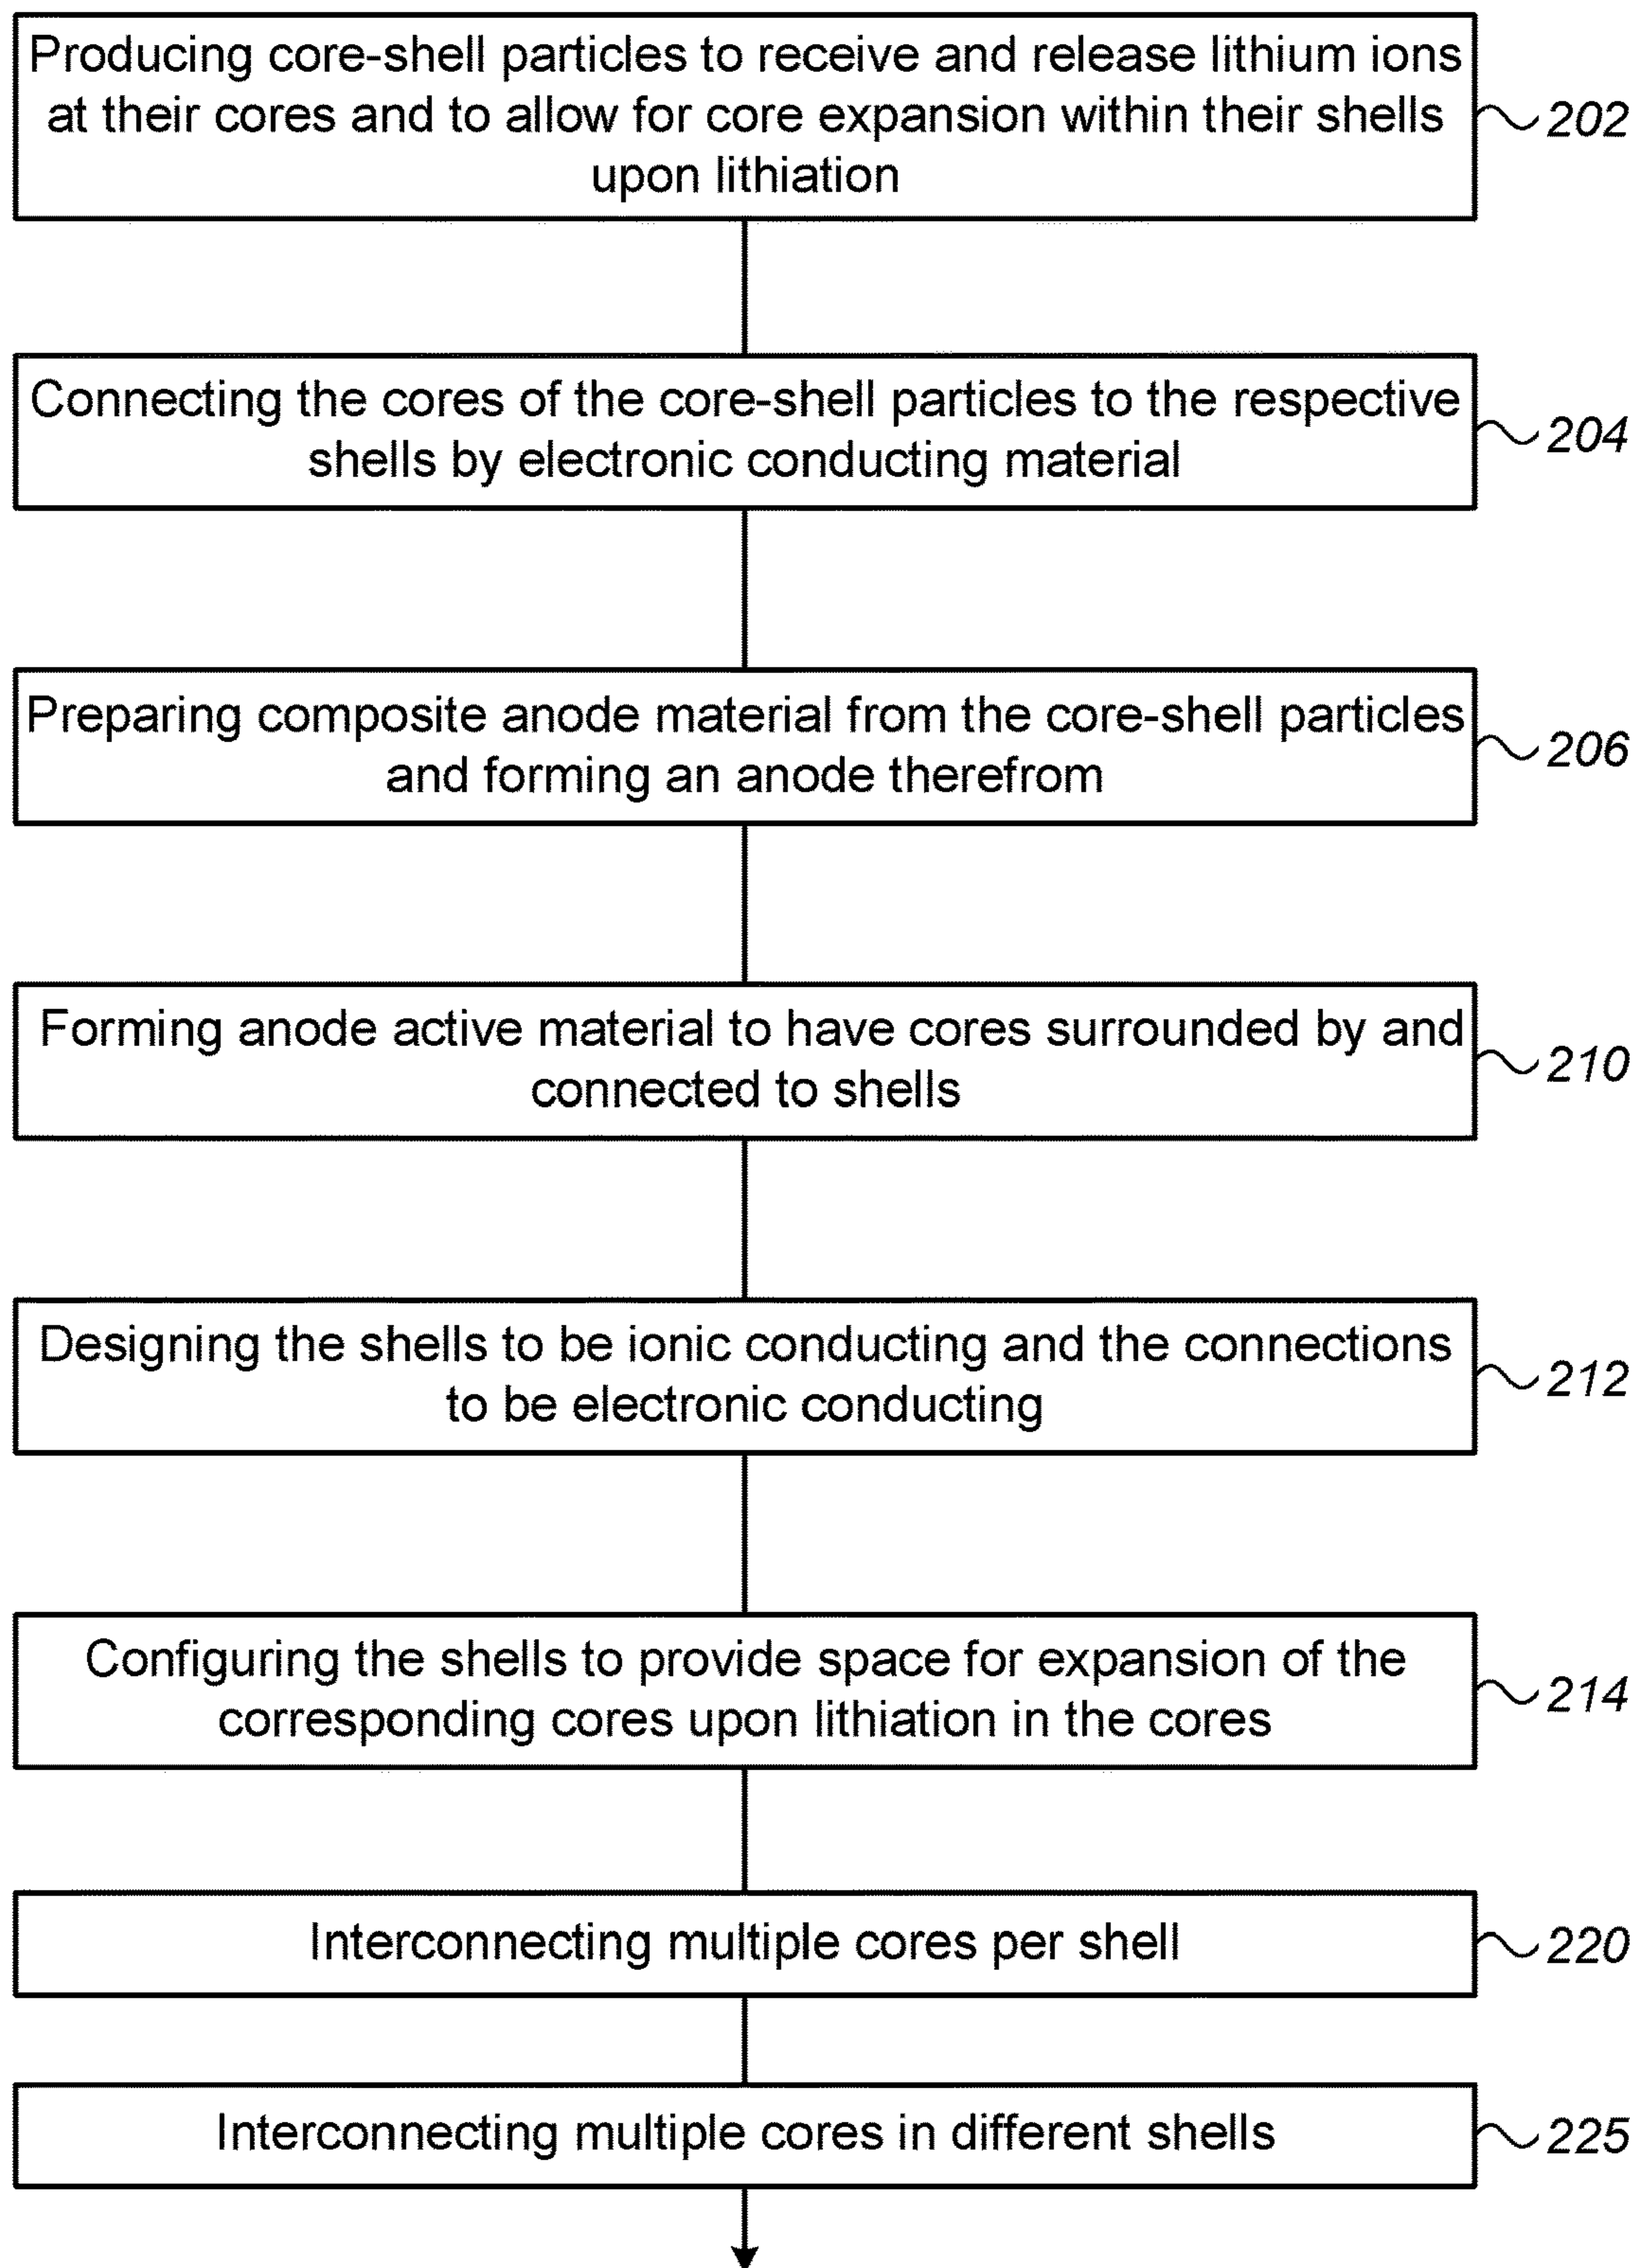 Producing core-shell particles to receive and release lithium ions
at their cores and to allow for core expansion within their shells
upon lithiation
202
Connecting the cores of the core-shell particles to the respective
shells by electronic conducting material
204
Preparing composite anode material from the core-shell particles
and forming an anode therefrom
206
Forming anode active material to have cores surrounded by and
connected to shells
210
Designing the shells to be ionic conducting and the connections
to be electronic conducting
212
Configuring the shells to provide space for expansion of the
corresponding cores upon lithiation in the cores
214
Interconnecting multiple cores per shell
220
Interconnecting multiple cores in different shells
225